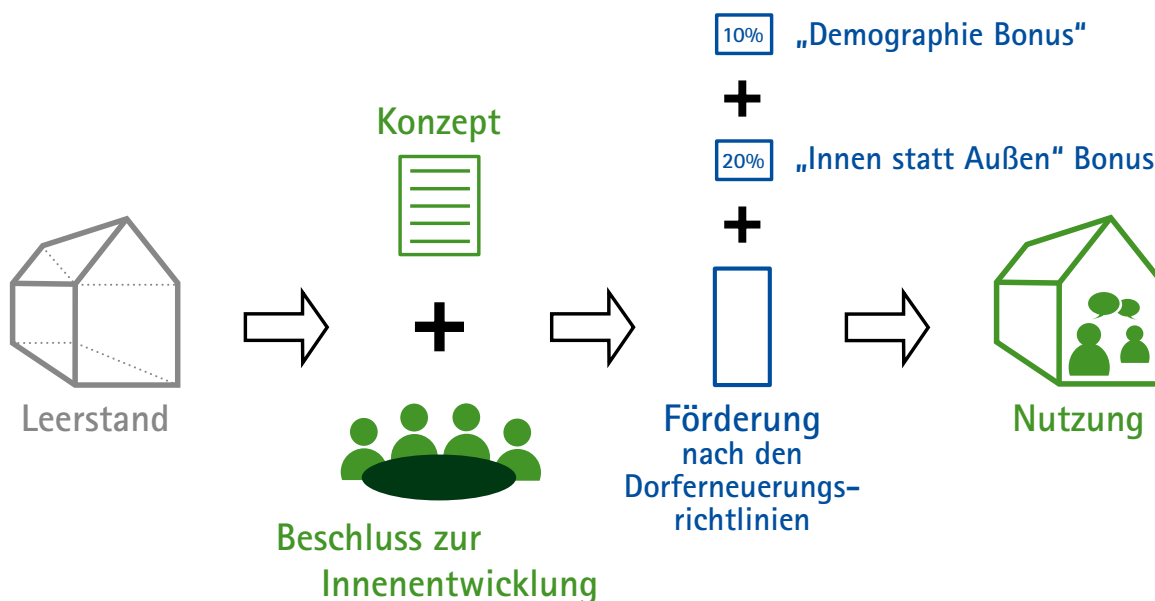 10% „Demographie Bonus“
20% „Innen statt Außen“ Bonus
Konzept
Leerstand
Beschluss zur
Innenentwicklung
Förderung
nach den
Dorferneuerungs-
richtlinien
Nutzung